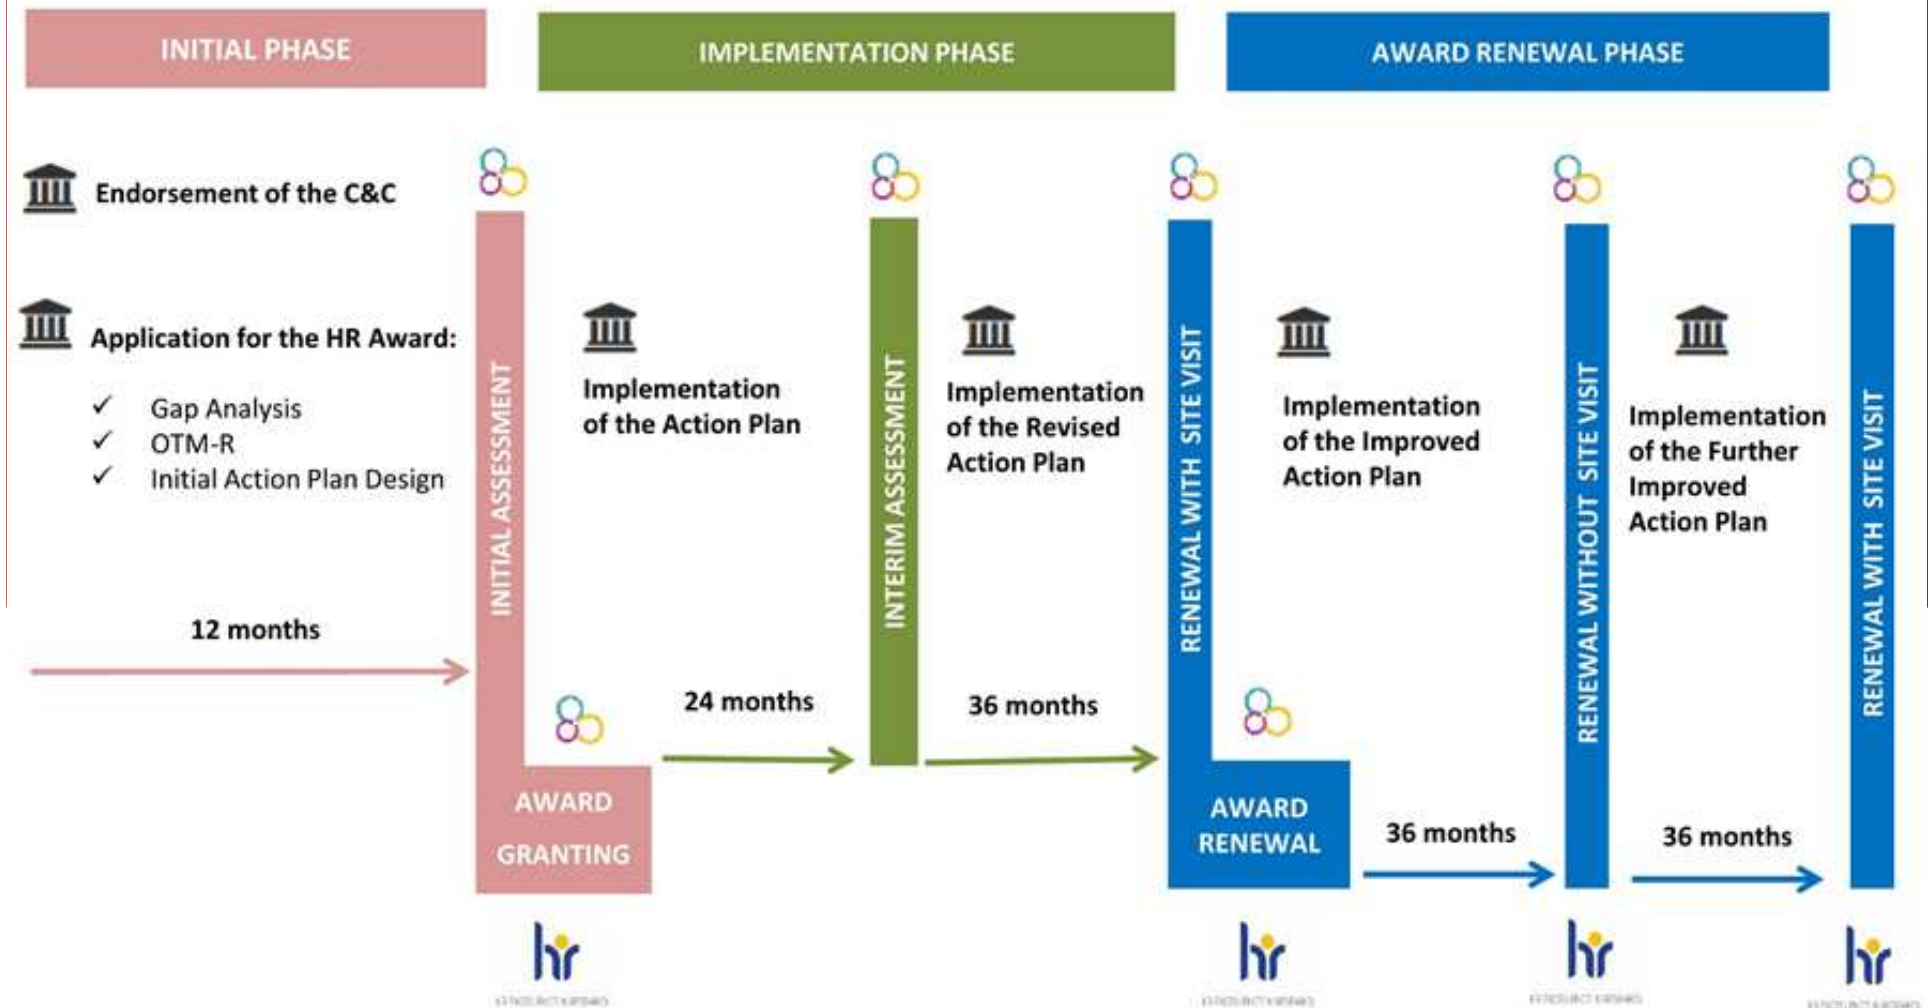 INITIAL PHASE
IMPLEMENTATION PHASE
AWARD RENEWAL PHASE
Endorsement of the C&C
Application for the HR Award:
✓ Gap Analysis
✓ OTM-R
✓ Initial Action Plan Design
12 months
INITIAL ASSESSMENT
AWARD
GRANTING
hr
Implementation
of the Action Plan
24 months
INTERIM ASSESSMENT
Implementation
of the Revised
Action Plan
36 months
RENEWAL WITH SITE VISIT
AWARD
RENEWAL
hr
Implementation
of the Improved
Action Plan
36 months
RENEWAL WITHOUT SITE VISIT
hr
Implementation
of the Further
Improved
Action Plan
36 months
RENEWAL WITH SITE VISIT
hr